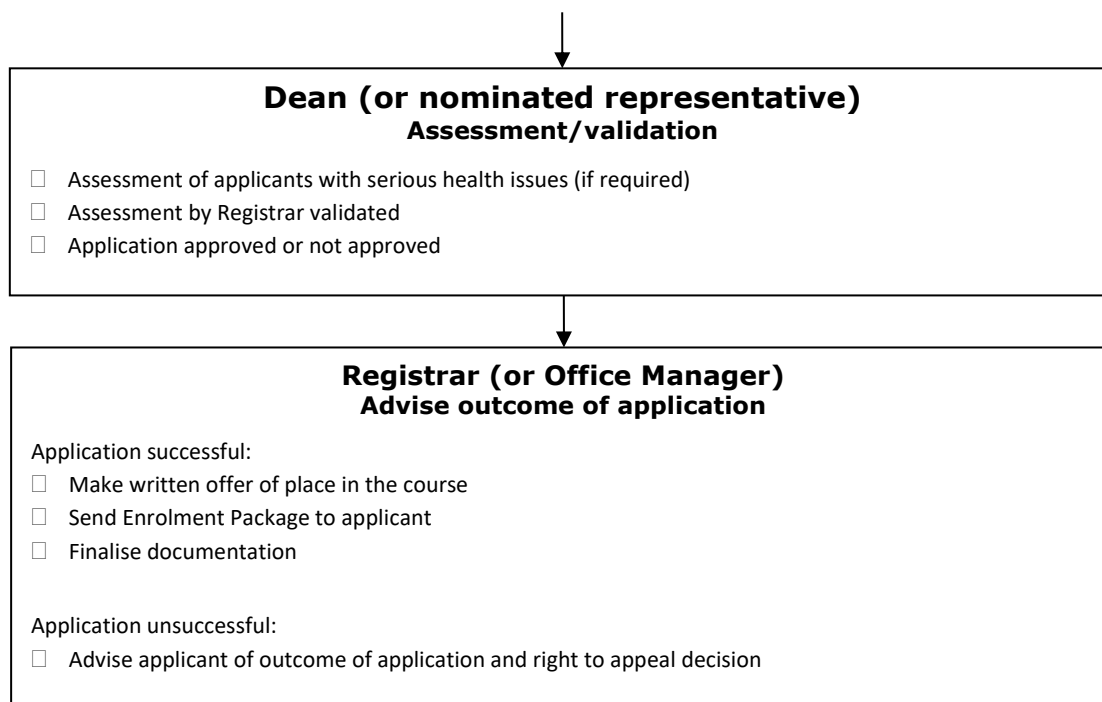 Dean (or nominated representative)
Assessment/validation
☐ Assessment of applicants with serious health issues (if required)
☐ Assessment by Registrar validated
☐ Application approved or not approved
Registrar (or Office Manager)
Advise outcome of application
Application successful:
☐ Make written offer of place in the course
☐ Send Enrolment Package to applicant
☐ Finalise documentation
Application unsuccessful:
☐ Advise applicant of outcome of application and right to appeal decision